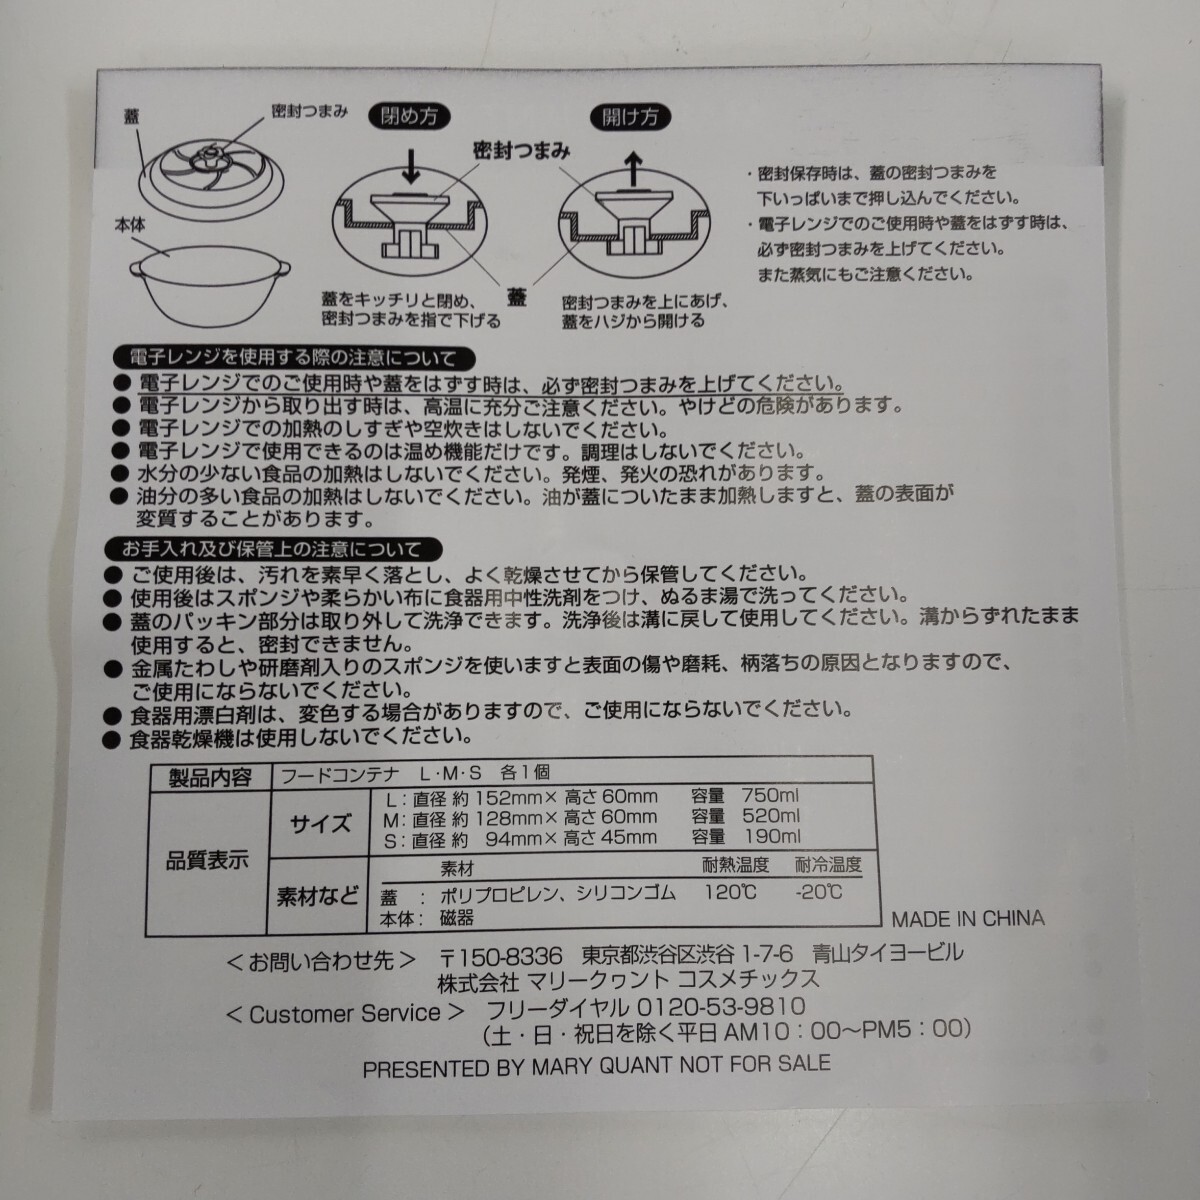 蓋
密封つまみ
閉め方
開け方
密封つまみ
本体
蓋
蓋をキッチリと閉め、
密封つまみを指で下げる
密封つまみを上にあげ、
蓋をハジから開ける
・密封保存時は、蓋の密封つまみを
下いっぱいまで押し込んでください。
・電子レンジでのご使用時や蓋をはずす時は、
必ず密封つまみを上げてください。
また蒸気にもご注意ください。
電子レンジを使用する際の注意について
● 電子レンジでのご使用時や蓋をはずす時は、必ず密封つまみを上げてください。
● 電子レンジから取り出す時は、高温に充分ご注意ください。やけどの危険があります。
● 電子レンジでの加熱のしすぎや空炊きはしないでください。
● 電子レンジで使用できるのは温め機能だけです。調理はしないでください。
● 水分の少ない食品の加熱はしないでください。発煙、発火の恐れがあります。
● 油分の多い食品の加熱はしないでください。油が蓋についたまま加熱しますと、蓋の表面が
変質することがあります。
お手入れ及び保管上の注意について
● ご使用後は、汚れを素早く落とし、よく乾燥させてから保管してください。
● 使用後はスポンジや柔らかい布に食器用中性洗剤をつけ、ぬるま湯で洗ってください。
● 蓋のパッキン部分は取り外して洗浄できます。洗浄後は溝に戻して使用してください。溝からずれたまま
使用すると、密封できません。
● 金属たわしや研磨剤入りのスポンジを使いますと表面の傷や磨耗、柄落ちの原因となりますので、
ご使用にならないでください。
● 食器用漂白剤は、変色する場合がありますので、ご使用にならないでください。
● 食器乾燥機は使用しないでください。
製品内容 フードコンテナ L・M・S 各1個
品質表示
サイズ
L：直径 約 152mm×高さ60mm 容量 750ml
M：直径 約 128mm×高さ60mm 容量 520ml
S：直径 約 94mm×高さ45mm 容量 190ml
素材など
素材 耐熱温度 耐冷温度
蓋 ： ポリプロピレン、シリコンゴム 120℃ -20℃
本体： 磁器
MADE IN CHINA
＜お問い合わせ先＞ 〒150-8336 東京都渋谷区渋谷 1-7-6 青山タイヨービル
株式会社 マリークヮント コスメチックス
＜Customer Service＞ フリーダイヤル 0120-53-9810
（土・日・祝日を除く平日 AM10：00～PM5：00）
PRESENTED BY MARY QUANT NOT FOR SALE